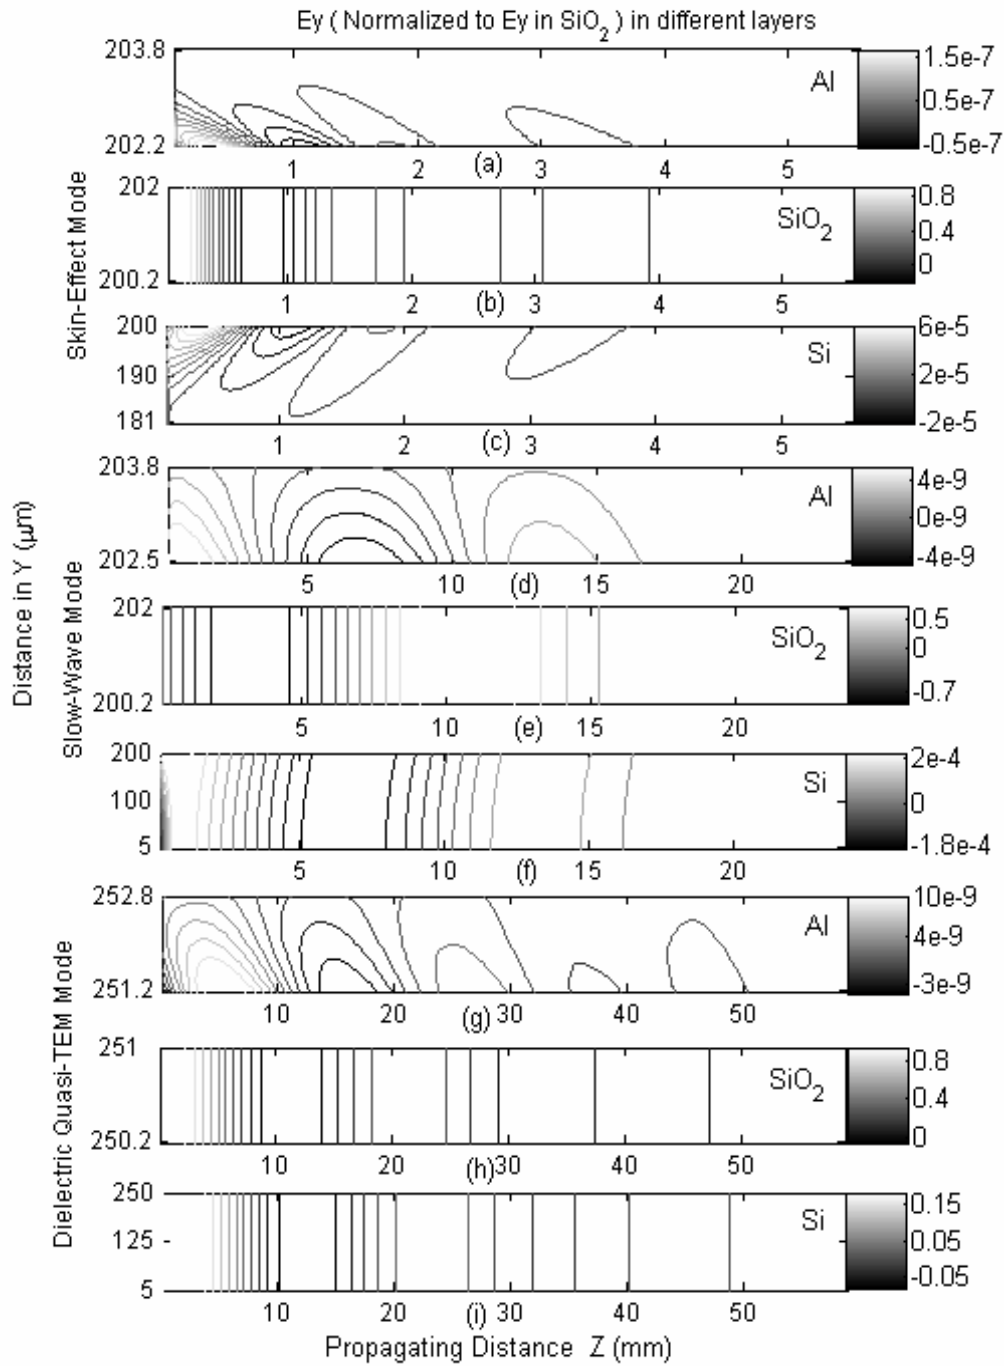 Ey ( Normalized to Ey in SiO2 ) in different layers
203.8
202.2
Al
1.5e-7
0.5e-7
-0.5e-7
1 2 3 4 5
(a)
202
200.2
SiO2
0.8
0.4
0
1 2 3 4 5
(b)
200
190
181
Si
6e-5
2e-5
-2e-5
1 2 3 4 5
(c)
Skin-Effect Mode
203.8
202.5
Al
4e-9
0e-9
-4e-9
5 10 15 20
(d)
202
200.2
SiO2
0.5
0
-0.7
5 10 15 20
(e)
200
100
5
Si
2e-4
0
-1.8e-4
5 10 15 20
(f)
Slow-Wave Mode
Distance in Y (μm)
252.8
251.2
Al
10e-9
4e-9
-3e-9
10 20 30 40 50
(g)
251
250.2
SiO2
0.8
0.4
0
10 20 30 40 50
(h)
250
125
5
Si
0.15
0.05
-0.05
10 20 30 40 50
(i)
Dielectric Quasi-TEM Mode
Propagating Distance Z (mm)